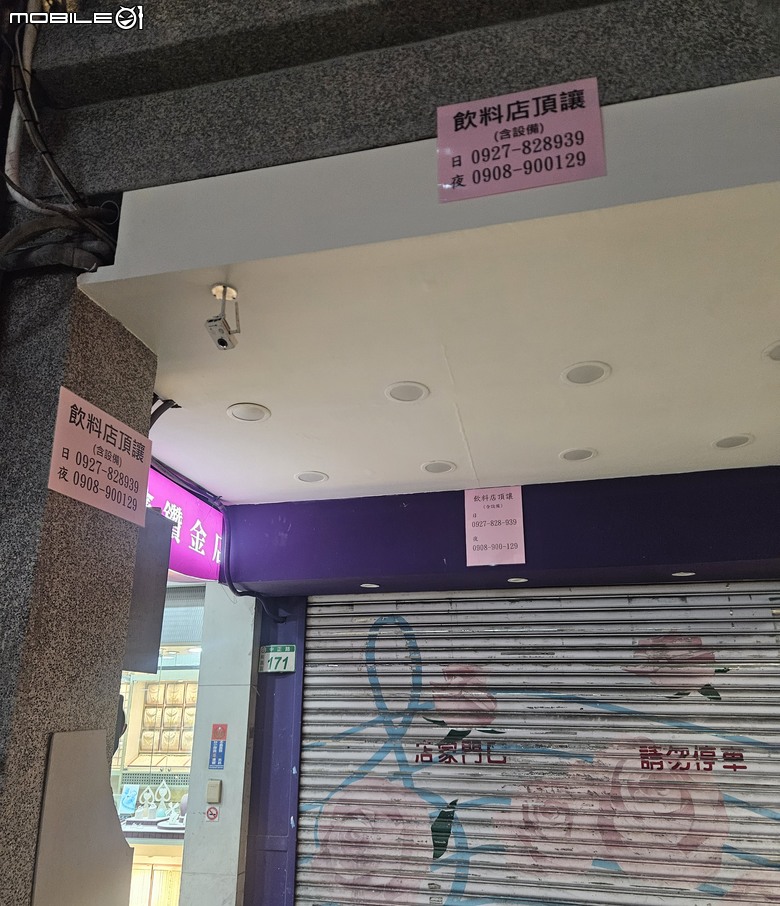 MOBILE01
飲料店頂讓
(含設備)
日 0927-828939
夜 0908-900129
飲料店頂讓
(含設備)
日 0927-828939
夜 0908-900129
飲料店頂讓
(含設備)
日
0927-828-939
夜
0908-900-129
鑽金店
171
店家門口
請勿停車